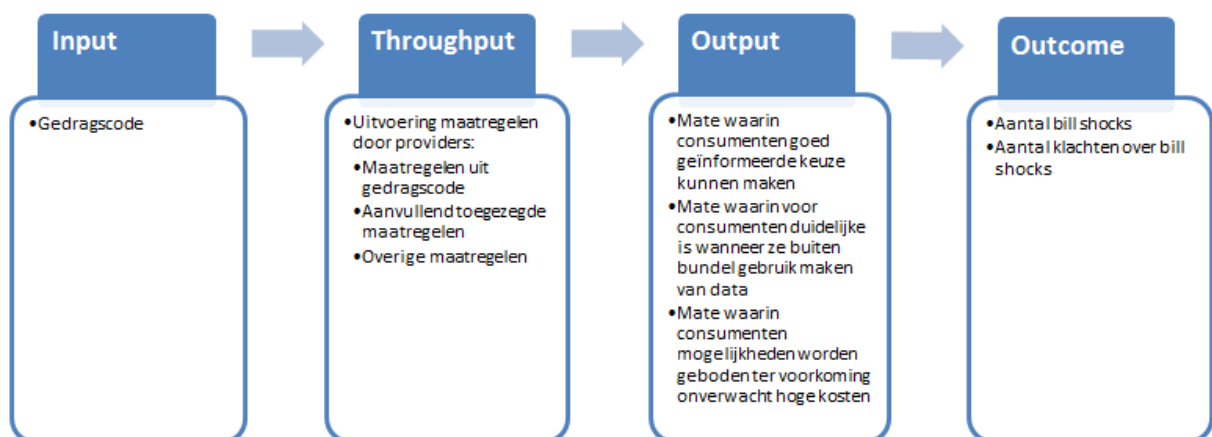 Input
•Gedragscode
Throughput
•Uitvoering maatregelen
door providers:
•Maatregelen uit
gedragscode
•Aanvullend toegezegde
maatregelen
•Overige maatregelen
Output
•Mate waarin
consumenten goed
geïnformeerde keuze
kunnen maken
•Mate waarin voor
consumenten duidelijke
is wanneer ze buiten
bundel gebruik maken
van data
•Mate waarin
consumenten
mogelijkheden worden
geboden ter voorkoming
onverwacht hoge kosten
Outcome
•Aantal bill shocks
•Aantal klachten over bill
shocks